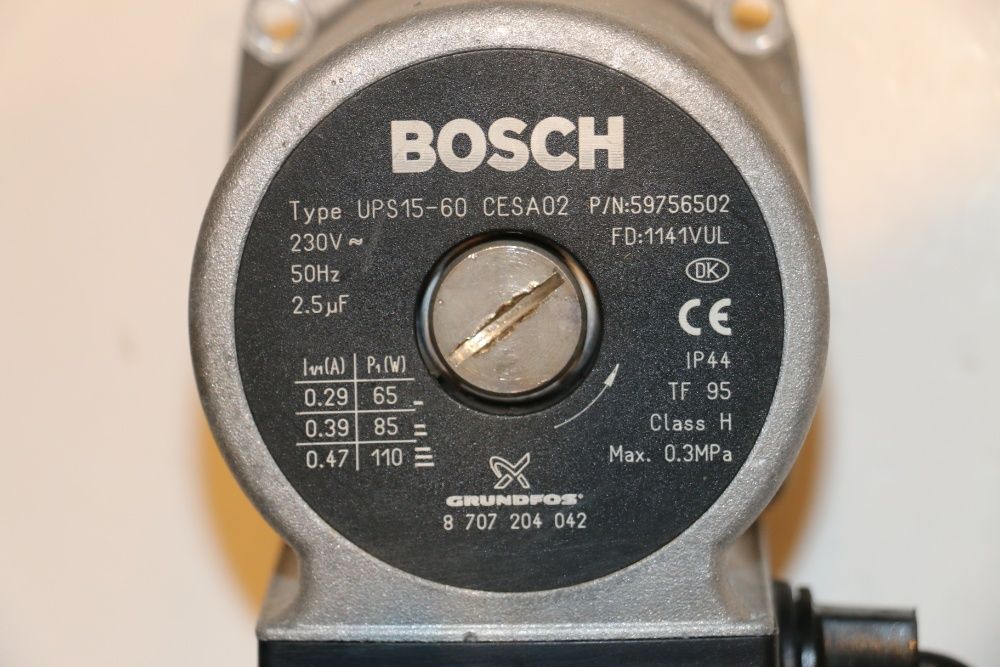 BOSCH
Type UPS15-60 CESA02 P/N:59756502
230V ~ FD:1141VUL
50Hz DK
2.5µF CE
IP44
I₁/₁(A) P₁(W)
TF 95
0.29 65
Class H
0.39 85
Max. 0.3MPa
0.47 110
GRUNDFOS
8 707 204 042